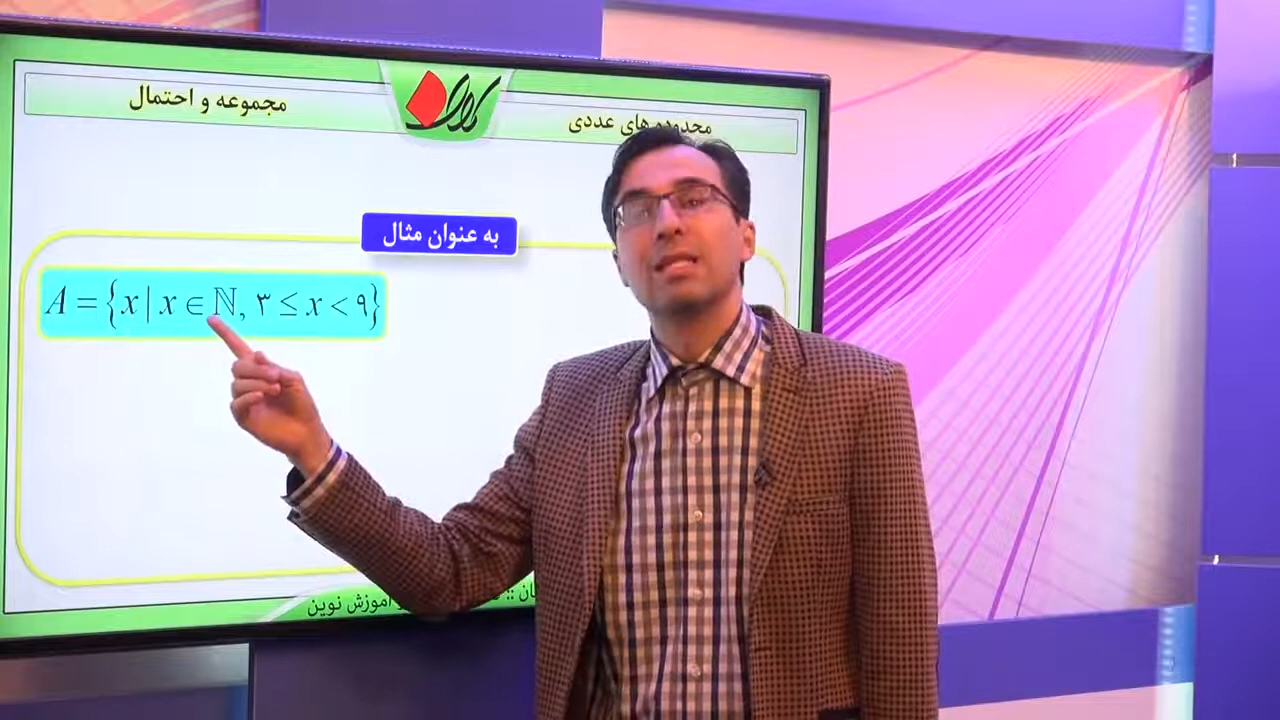 محدوده های عددی
مجموعه و احتمال
به عنوان مثال
A = {x | x ∈ ℕ, ۳ ≤ x < ۹}
آموزش نوین